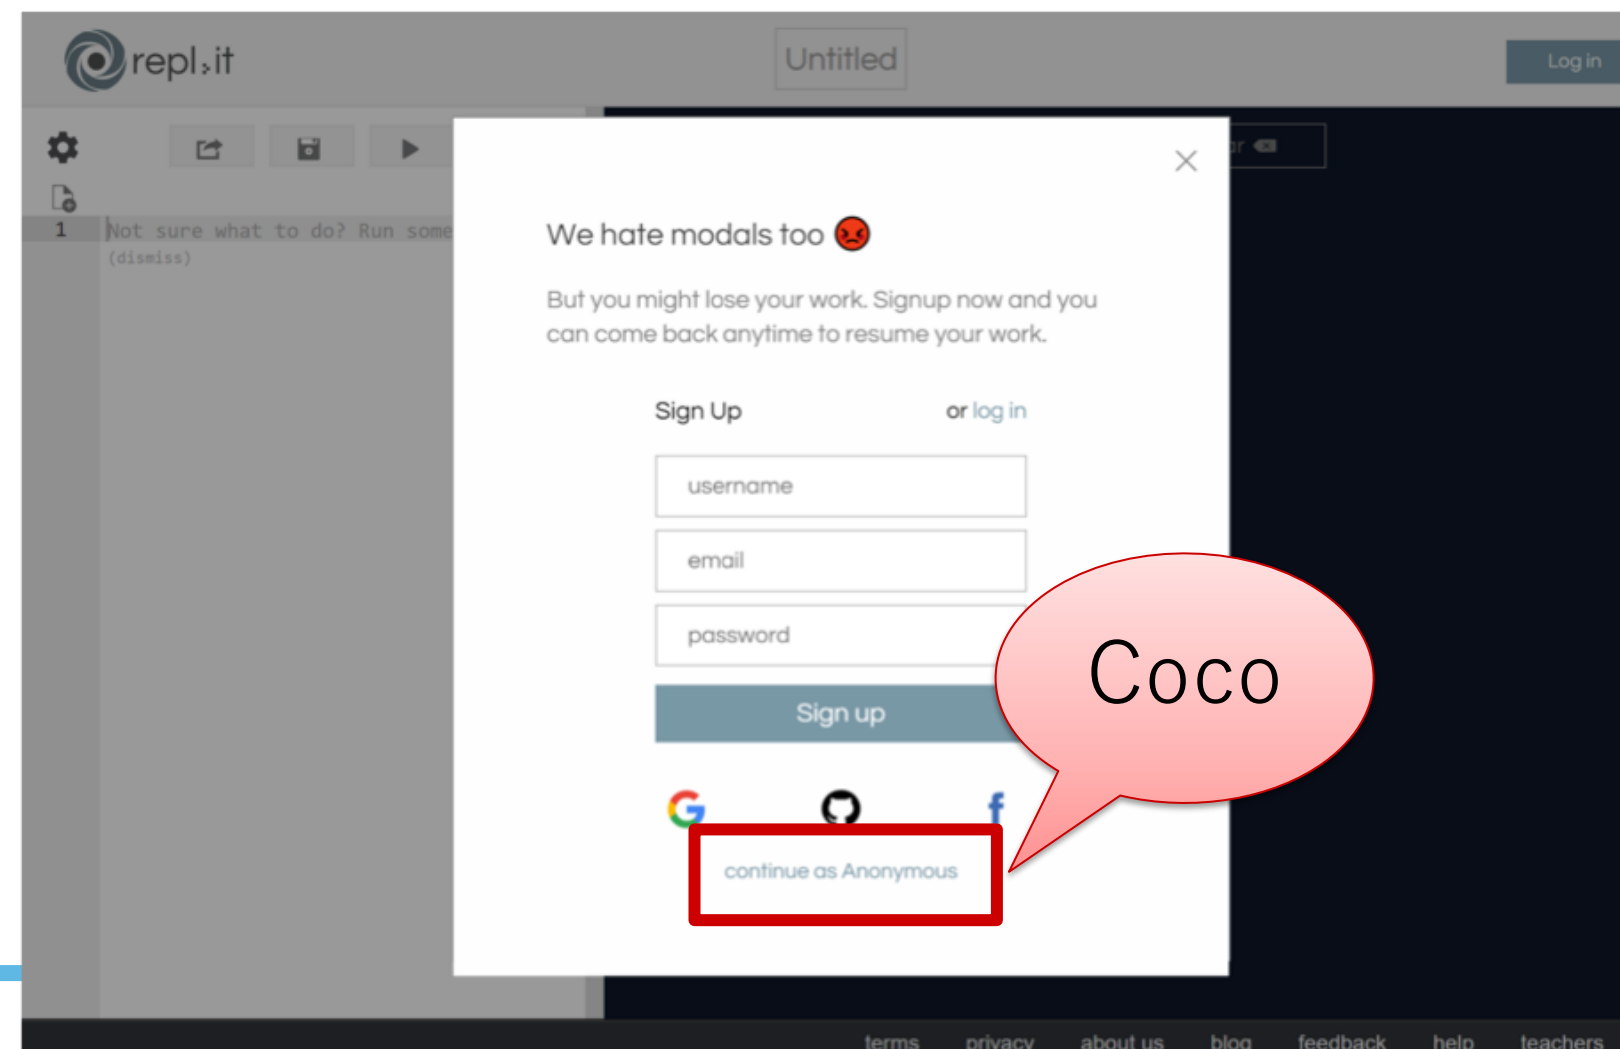 repl.it
Untitled
Log in
1 Not sure what to do? Run some
(dismiss)
We hate modals too
But you might lose your work. Signup now and you
can come back anytime to resume your work.
Sign Up or log in
username
email
password
Sign up
continue as Anonymous
Coco
terms privacy about us blog feedback help teachers